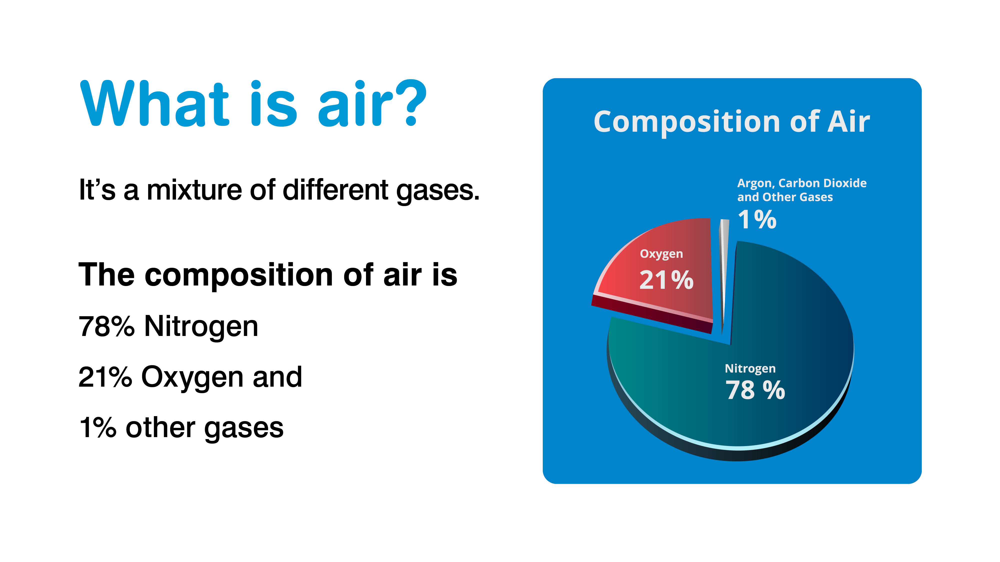 What is air?
It’s a mixture of different gases.
The composition of air is
78% Nitrogen
21% Oxygen and
1% other gases
Composition of Air
Argon, Carbon Dioxide
and Other Gases
1%
Oxygen
21%
Nitrogen
78 %